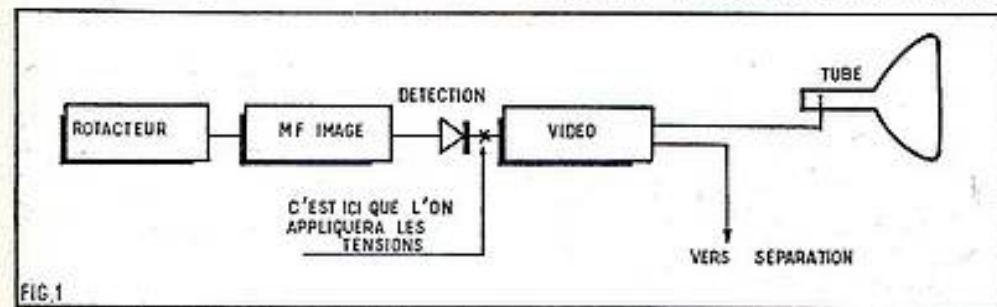 ROTACTEUR
MF IMAGE
DETECTION
VIDEO
TUBE
C'EST ICI QUE L'ON
APPLIQUERA LES
TENSIONS
VERS SÉPARATION
FIG.1